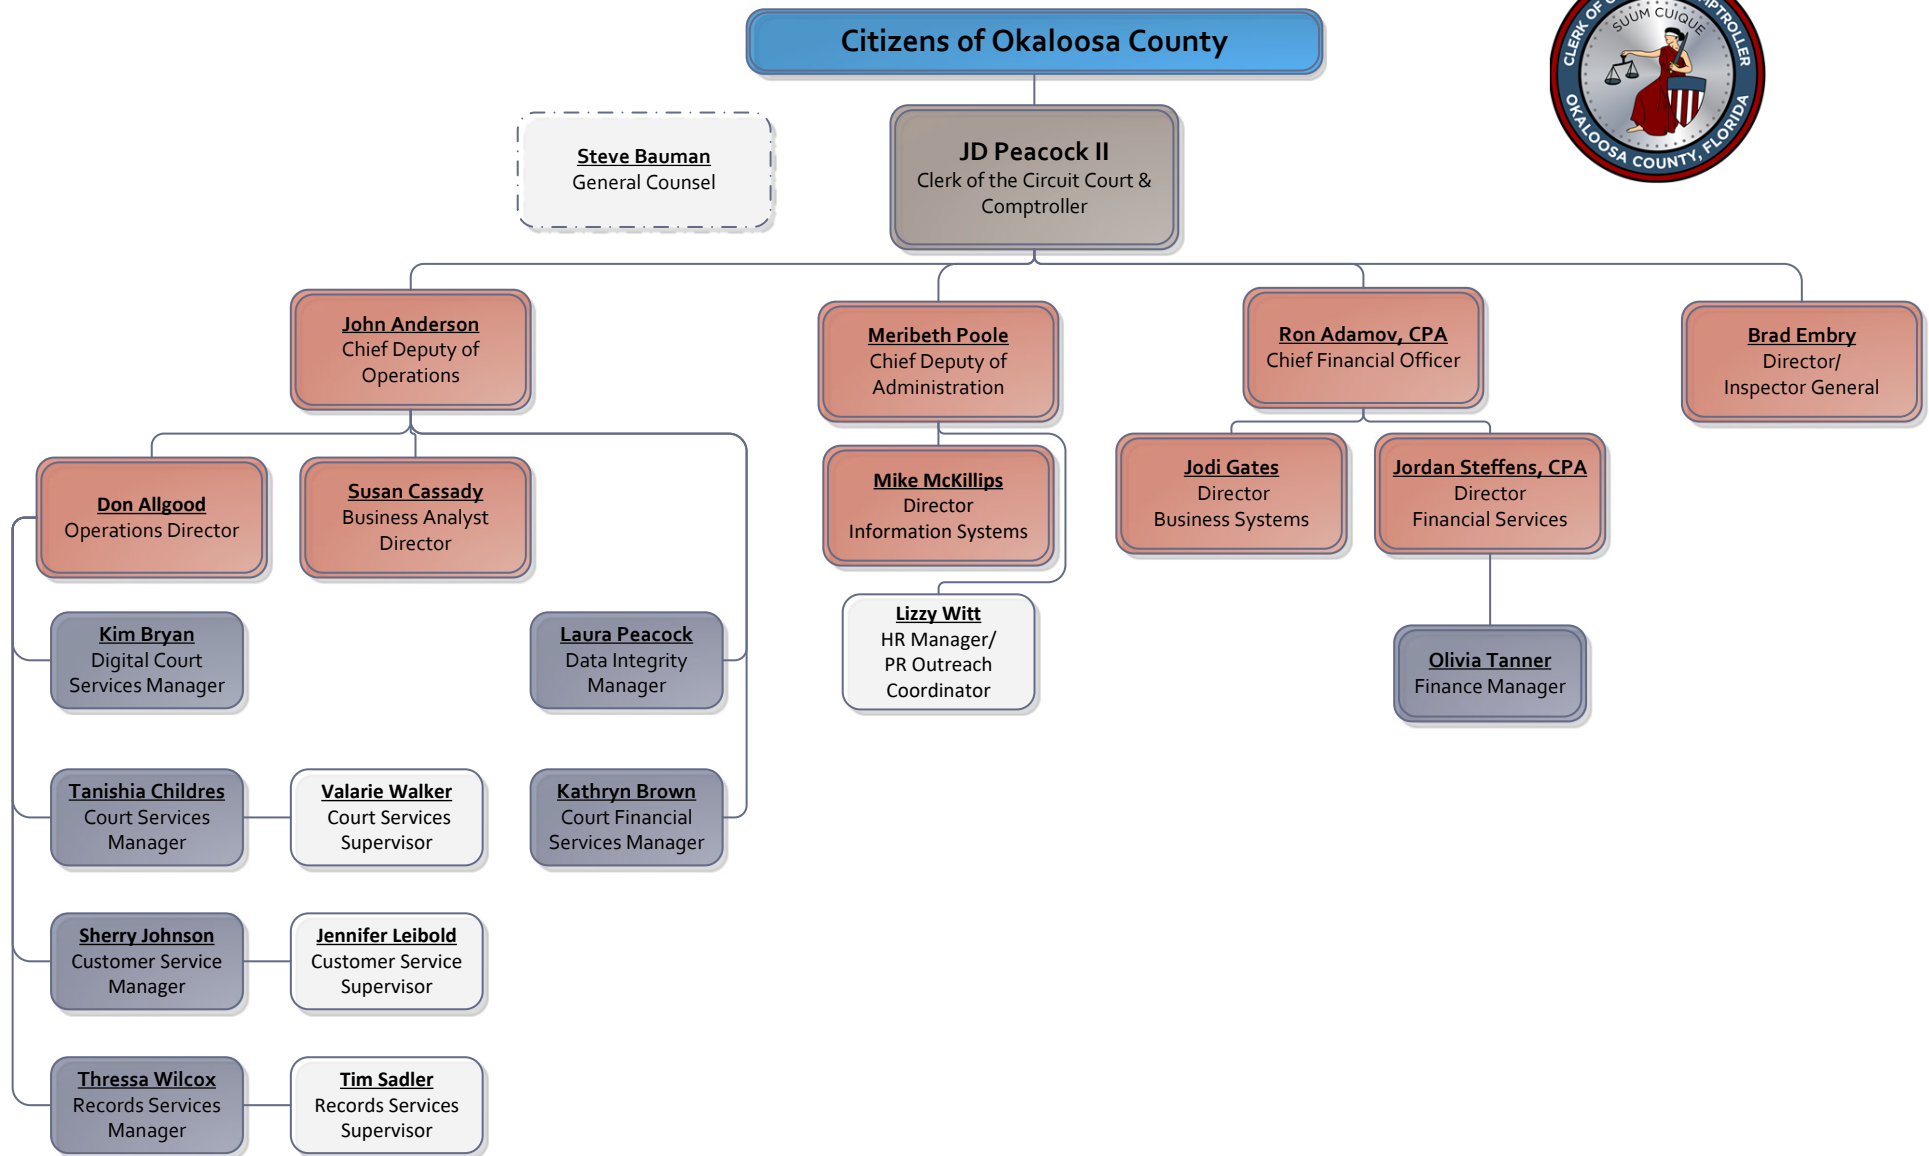 Citizens of Okaloosa County
SUUM CUIQUE
CLERK OF
OKALOOSA COUNTY, FLORIDA
Steve Bauman
General Counsel
JD Peacock II
Clerk of the Circuit Court &
Comptroller
John Anderson
Chief Deputy of
Operations
Meribeth Poole
Chief Deputy of
Administration
Ron Adamov, CPA
Chief Financial Officer
Brad Embry
Director/
Inspector General
Don Allgood
Operations Director
Susan Cassady
Business Analyst
Director
Mike McKillips
Director
Information Systems
Jodi Gates
Director
Business Systems
Jordan Steffens, CPA
Director
Financial Services
Kim Bryan
Digital Court
Services Manager
Laura Peacock
Data Integrity
Manager
Lizzy Witt
HR Manager/
PR Outreach
Coordinator
Olivia Tanner
Finance Manager
Tanishia Childres
Court Services
Manager
Valarie Walker
Court Services
Supervisor
Kathryn Brown
Court Financial
Services Manager
Sherry Johnson
Customer Service
Manager
Jennifer Leibold
Customer Service
Supervisor
Thressa Wilcox
Records Services
Manager
Tim Sadler
Records Services
Supervisor